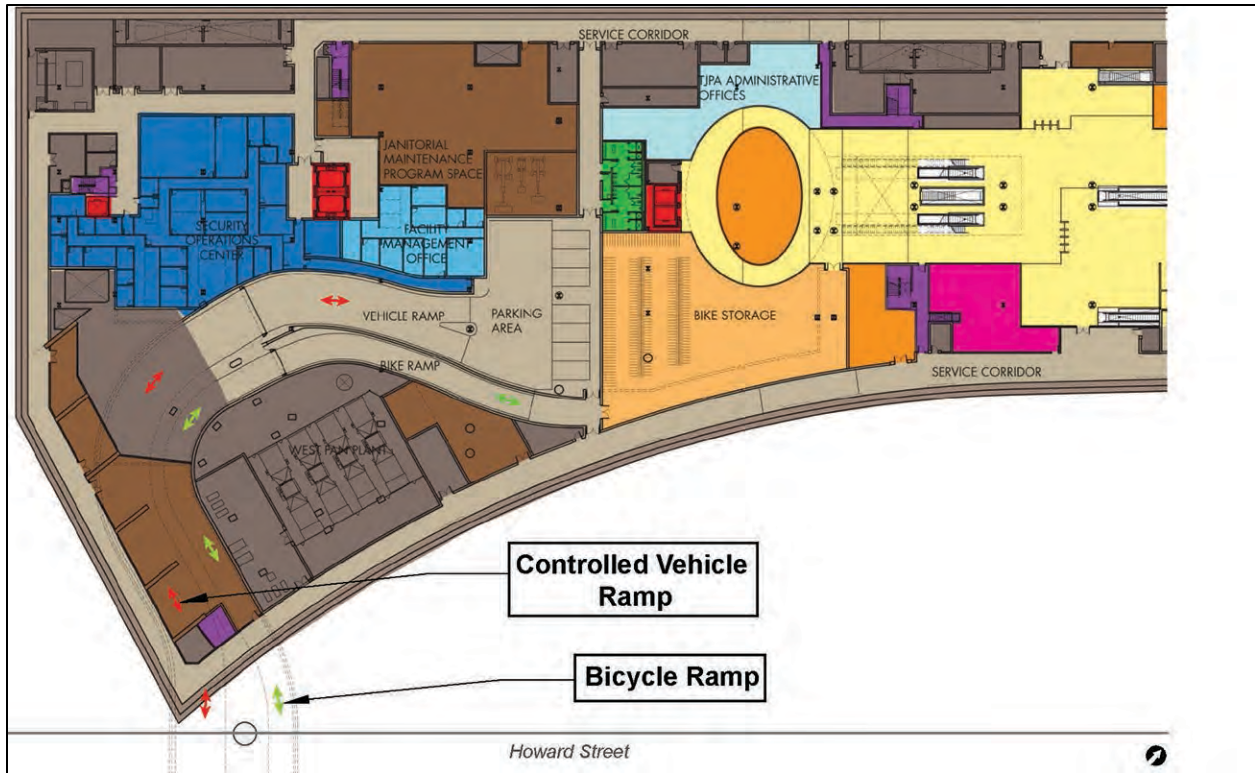 SERVICE CORRIDOR
TJPA ADMINISTRATIVE
OFFICES
JANITORIAL
MAINTENANCE
PROGRAM SPACE
SECURITY
OPERATIONS
CENTER
FACILITY
MANAGEMENT
OFFICE
VEHICLE RAMP
PARKING
AREA
BIKE STORAGE
BIKE RAMP
SERVICE CORRIDOR
WEST FAN PLANT
Controlled Vehicle
Ramp
Bicycle Ramp
Howard Street